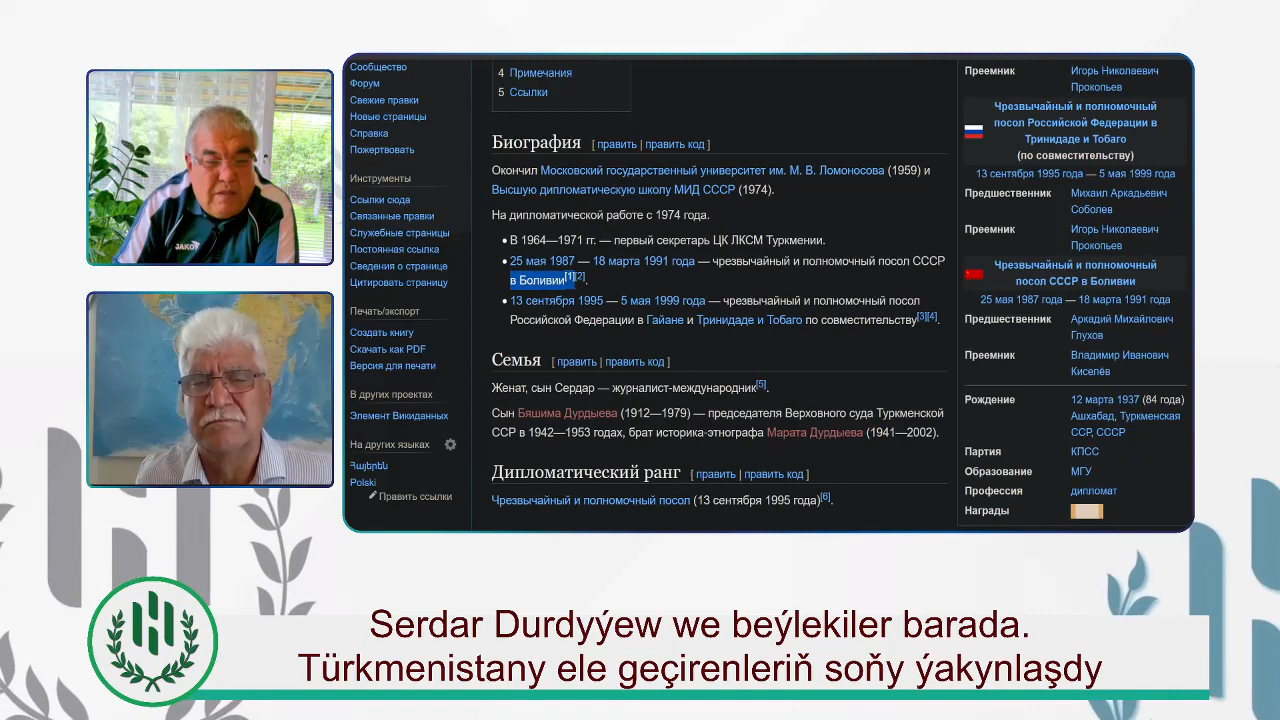 JAKO
Сообщество
Форум
Свежие правки
Новые страницы
Справка
Пожертвовать
Инструменты
Ссылки сюда
Связанные правки
Служебные страницы
Постоянная ссылка
Сведения о странице
Цитировать страницу
Печать/экспорт
Создать книгу
Скачать как PDF
Версия для печати
В других проектах
Элемент Викиданных
На других языках
Հայերեն
Polski
Править ссылки
4 Примечания
5 Ссылки
Биография [ править | править код ]
Окончил Московский государственный университет им. М. В. Ломоносова (1959) и
Высшую дипломатическую школу МИД СССР (1974).
На дипломатической работе с 1974 года.
• В 1964—1971 гг. — первый секретарь ЦК ЛКСМ Туркмении.
• 25 мая 1987 — 18 марта 1991 года — чрезвычайный и полномочный посол СССР
в Боливии[1][2].
• 13 сентября 1995 — 5 мая 1999 года — чрезвычайный и полномочный посол
Российской Федерации в Гайане и Тринидаде и Тобаго по совместительству[3][4].
Семья [ править | править код ]
Женат, сын Сердар — журналист-международник[5].
Сын Бяшима Дурдыева (1912—1979) — председателя Верховного суда Туркменской
ССР в 1942—1953 годах, брат историка-этнографа Марата Дурдыева (1941—2002).
Дипломатический ранг [ править | править код ]
Чрезвычайный и полномочный посол (13 сентября 1995 года)[6].
Преемник Игорь Николаевич
Прокопьев
Чрезвычайный и полномочный
посол Российской Федерации в
Тринидаде и Тобаго
(по совместительству)
13 сентября 1995 года — 5 мая 1999 года
Предшественник Михаил Аркадьевич
Соболев
Преемник Игорь Николаевич
Прокопьев
Чрезвычайный и полномочный
посол СССР в Боливии
25 мая 1987 года — 18 марта 1991 года
Предшественник Аркадий Михайлович
Глухов
Преемник Владимир Иванович
Киселёв
Рождение 12 марта 1937 (84 года)
Ашхабад, Туркменская
ССР, СССР
Партия КПСС
Образование МГУ
Профессия дипломат
Награды
Serdar Durdyýew we beýlekiler barada.
Türkmenistany ele geçirenleriň soňy ýakynlaşdy